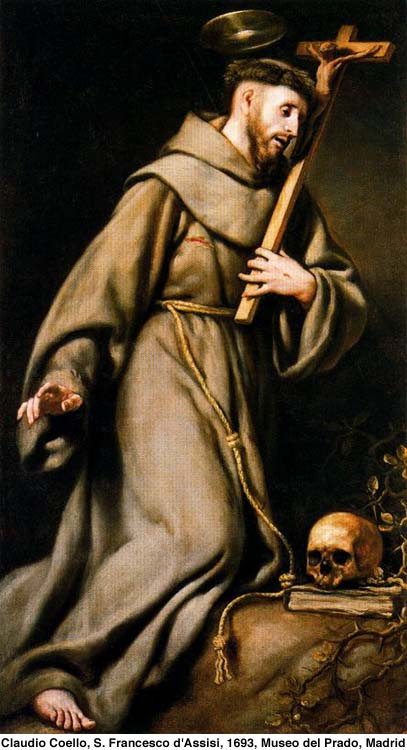 Claudio Coello, S. Francesco d'Assisi, 1693, Museo del Prado, Madrid